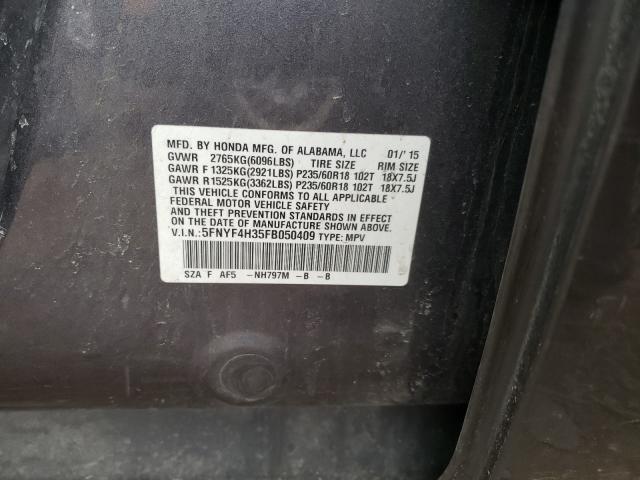 MFD. BY HONDA MFG. OF ALABAMA, LLC 01/'15
GVWR 2765KG(6096LBS) TIRE SIZE RIM SIZE
GAWR F 1325KG(2921LBS) P235/60R18 102T 18X7.5J
GAWR R 1525KG(3362LBS) P235/60R18 102T 18X7.5J
THIS VEHICLE CONFORMS TO ALL APPLICABLE
FEDERAL MOTOR VEHICLE SAFETY
AND THEFT PREVENTION STANDARDS IN EFFECT
ON THE DATE OF MANUFACTURE SHOWN ABOVE.
V.I.N.:5FNYF4H35FB050409 TYPE: MPV
SZA F AF5 -NH797M -B -8